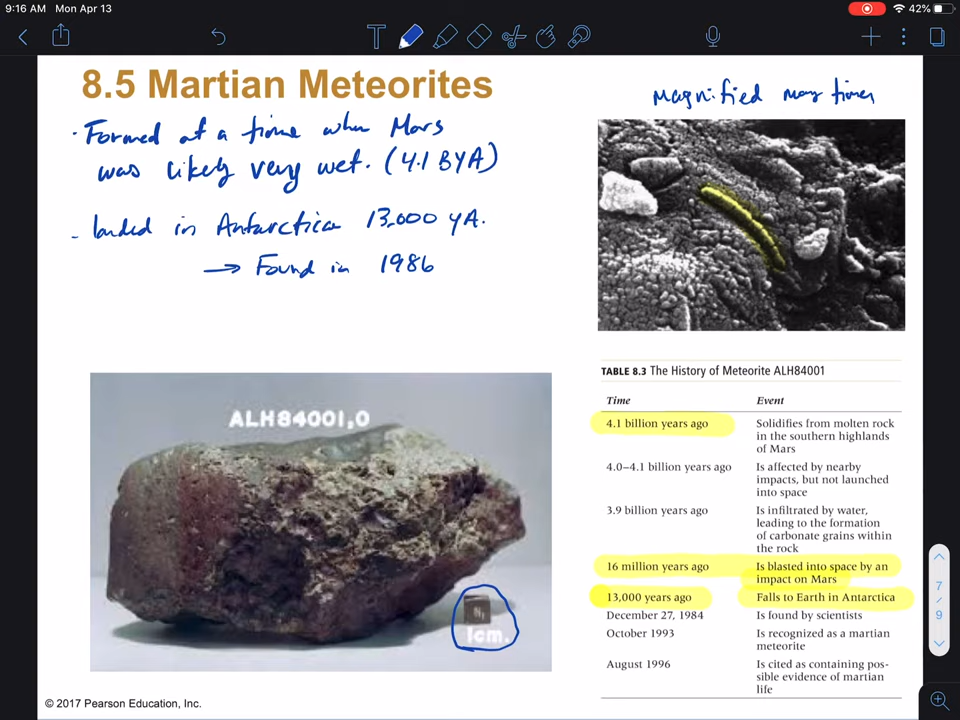 9:16 AM Mon Apr 13
42%
8.5 Martian Meteorites
magnified many times
· Formed at a time when Mars
was likely very wet. (4.1 BYA)
- landed in Antarctica 13,000 YA.
→ Found in 1986
ALH84001,0
N1
1cm.
TABLE 8.3 The History of Meteorite ALH84001
Time Event
4.1 billion years ago Solidifies from molten rock
in the southern highlands
of Mars
4.0–4.1 billion years ago Is affected by nearby
impacts, but not launched
into space
3.9 billion years ago Is infiltrated by water,
leading to the formation
of carbonate grains within
the rock
16 million years ago Is blasted into space by an
impact on Mars
13,000 years ago Falls to Earth in Antarctica
December 27, 1984 Is found by scientists
October 1993 Is recognized as a martian
meteorite
August 1996 Is cited as containing pos-
sible evidence of martian
life
7
/
9
© 2017 Pearson Education, Inc.